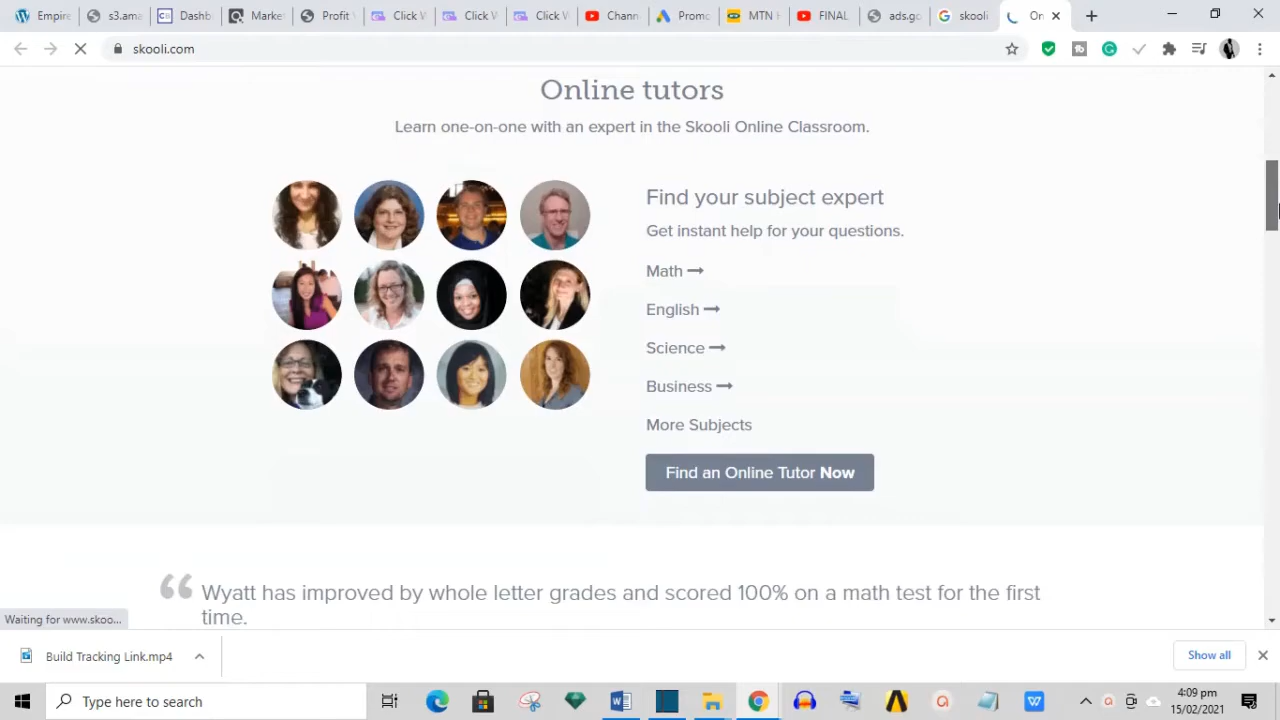 Empire
s3.ama
Dashb
Marke
Profit
Click W
Click W
Click W
Chann
Promo
MTN
FINAL
ads.go
skooli
On
skooli.com
Online tutors
Learn one-on-one with an expert in the Skooli Online Classroom.
Find your subject expert
Get instant help for your questions.
Math
English
Science
Business
More Subjects
Find an Online Tutor Now
“ Wyatt has improved by whole letter grades and scored 100% on a math test for the first
time.
Waiting for www.skoo...
Build Tracking Link.mp4
Show all
Type here to search
4:09 pm
15/02/2021